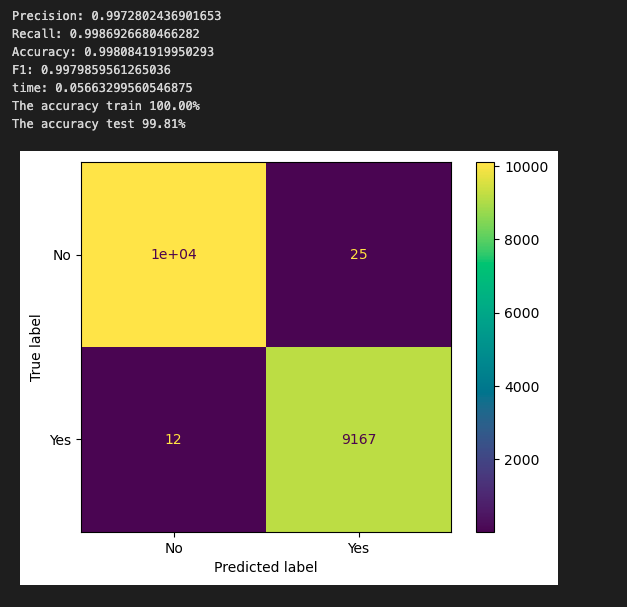 Precision: 0.9972802436901653
Recall: 0.9986926680466282
Accuracy: 0.9980841919950293
F1: 0.9979859561265036
time: 0.05663299560546875
The accuracy train 100.00%
The accuracy test 99.81%
10000
No
1e+04
25
8000
6000
True label
4000
Yes
12
9167
2000
No
Yes
Predicted label